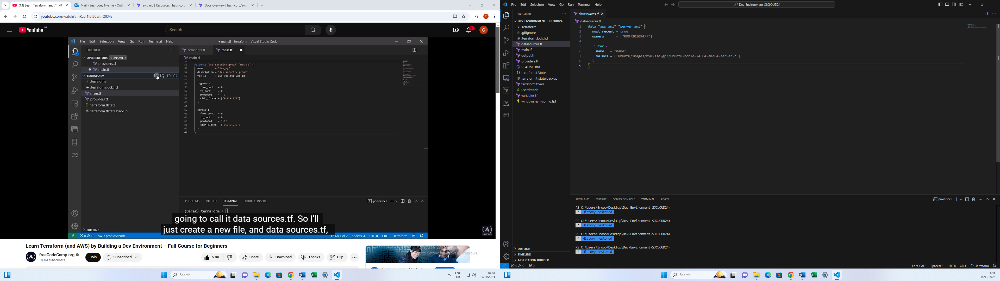 (13) Learn Terraform (and A
Mail - Sean Joey Nyame - Outlo
aws_eip | Resources | hashicorp
Docs overview | hashicorp/aws
youtube.com/watch?v=iRaai1IBlB0&t=2834s
YouTube GB
Search
9+
C
File Edit Selection View Go Run Terminal Help
● main.tf - terraform - Visual Studio Code
EXPLORER
OPEN EDITORS 1 UNSAVED
providers.tf
main.tf
TERRAFORM
.terraform
.terraform.lock.hcl
main.tf
providers.tf
terraform.tfstate
terraform.tfstate.backup
OUTLINE
providers.tf
main.tf
main.tf
50 resource "aws_security_group" "mtc_sg" {
51 name = "dev_sg"
52 description = "dev security group"
53 vpc_id = aws_vpc.mtc_vpc.id
54
55 ingress {
56 from_port = 0
57 to_port = 0
58 protocol = "-1"
59 cidr_blocks = ["0.0.0.0/0"]
60 }
61
62 egress {
63 from_port = 0
64 to_port = 0
65 protocol = "-1"
66 cidr_blocks = ["0.0.0.0/0"]
67 }
68 }
PROBLEMS OUTPUT TERMINAL DEBUG CONSOLE
powershell
(Derek) terraform >
going to call it data sources.tf. So I'll
just create a new file, and data sources.tf,
SUBSCRIBE
0 0 AWS: profile:vscode
Ln 68, Col 2 Spaces: 4 UTF-8 CRLF Terraform
Learn Terraform (and AWS) by Building a Dev Environment – Full Course for Beginners
freeCodeCamp.org
10.1M subscribers
Join
Subscribed
5.8K
Share
Download
Thanks
Clip
Search
ENG
UK
18:43
15/11/2024
File Edit Selection View Go Run Terminal Help
Dev-Environment-SJCLOUD24
EXPLORER
DEV-ENVIRONMENT-SJCLOUD24
.terraform
.gitignore
.terraform.lock.hcl
datasources.tf
main.tf
output.tf
providers.tf
README.md
terraform.tfstate
terraform.tfstate.backup
terraform.tfvars
userdata.sh
variables.tf
windows-ssh-config.tpl
aws
OUTLINE
TIMELINE
APPLICATION BUILDER
datasources.tf
datasources.tf
1 data "aws_ami" "server_ami" {
2 most_recent = true
3 owners = ["099720109477"]
4
5 filter {
6 name = "name"
7 values = ["ubuntu/images/hvm-ssd-gp3/ubuntu-noble-24.04-amd64-server-*"]
8 }
9 }
PROBLEMS OUTPUT DEBUG CONSOLE TERMINAL PORTS
powershell
PS C:\Users\Brooo\Desktop\Dev-Environment-SJCLOUD24>
* History restored
PS C:\Users\Brooo\Desktop\Dev-Environment-SJCLOUD24>
* History restored
PS C:\Users\Brooo\Desktop\Dev-Environment-SJCLOUD24>
* History restored
PS C:\Users\Brooo\Desktop\Dev-Environment-SJCLOUD24>
* History restored
0 0 0
Ln 9, Col 2 Spaces: 2 UTF-8 CRLF {} Terraform
Search
18:43
15/11/2024